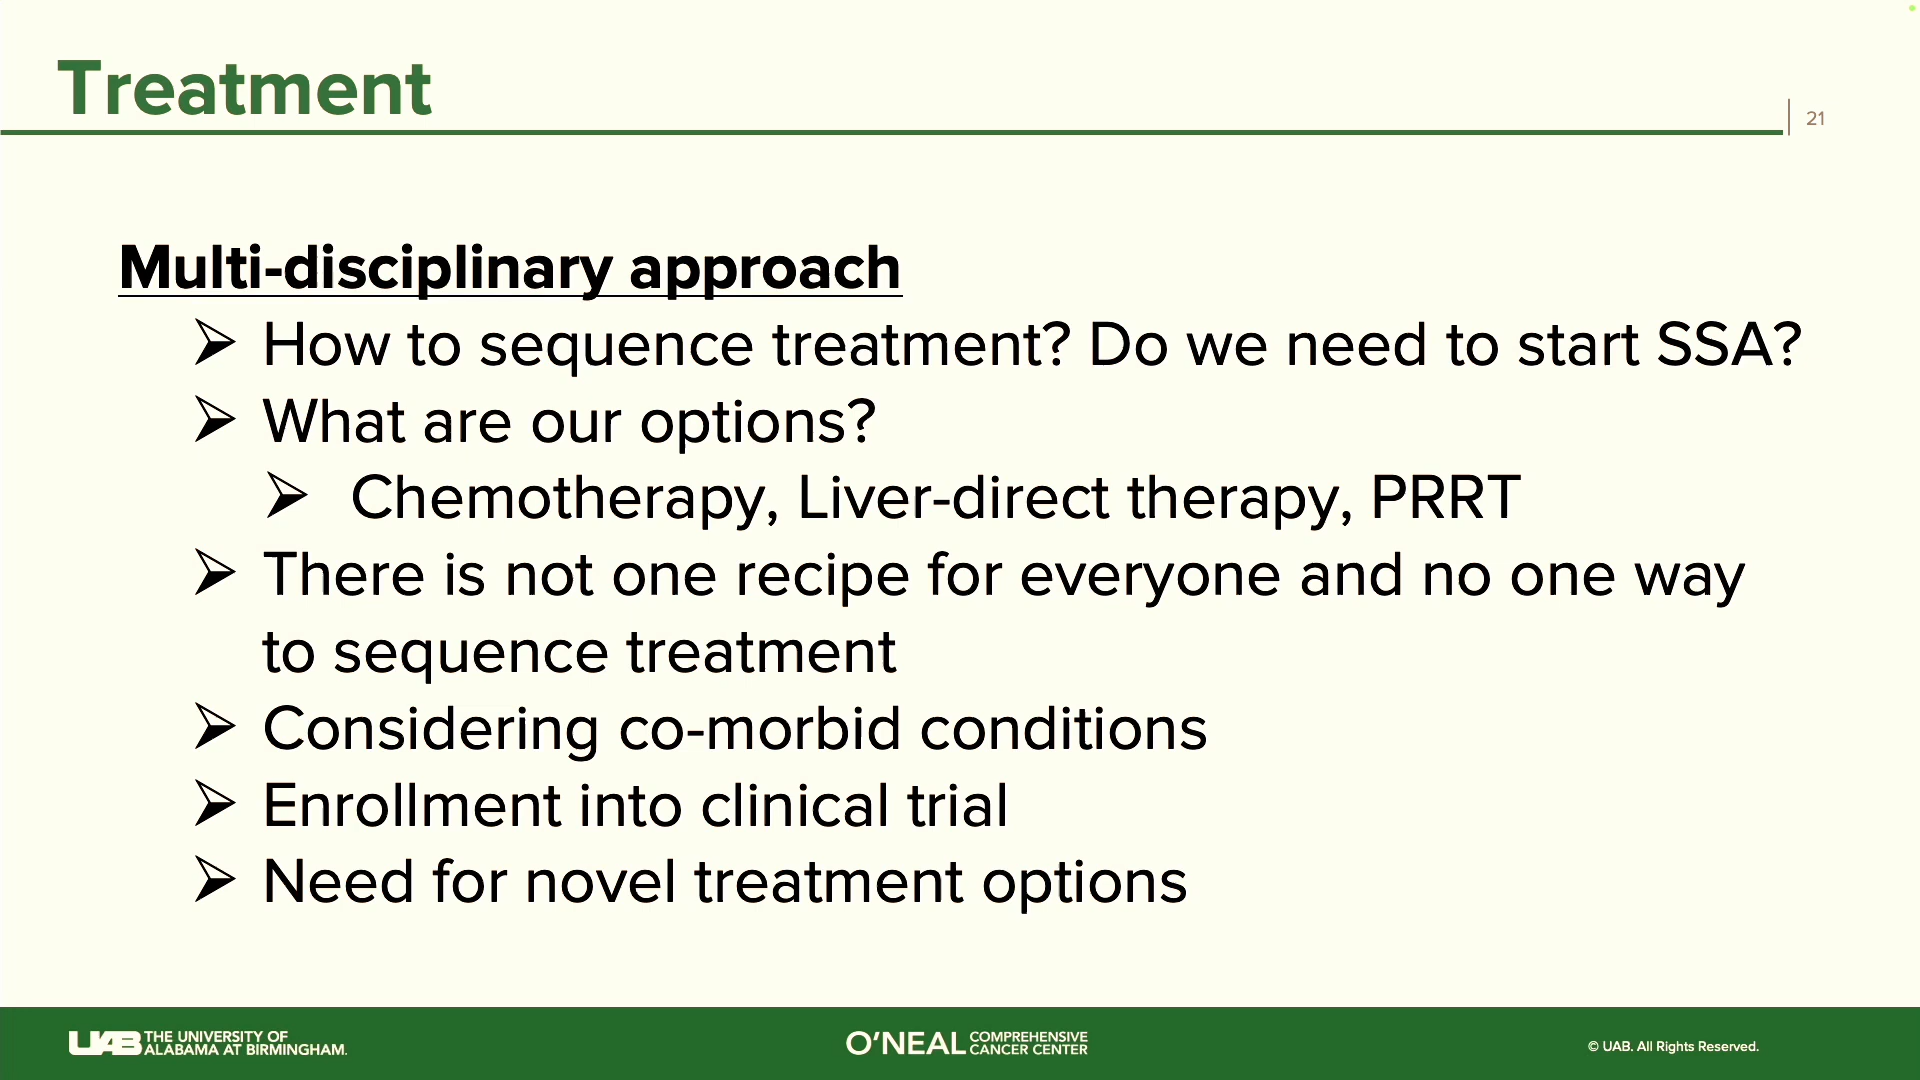 Treatment
21
Multi-disciplinary approach
➢ How to sequence treatment? Do we need to start SSA?
➢ What are our options?
➢ Chemotherapy, Liver-direct therapy, PRRT
➢ There is not one recipe for everyone and no one way
to sequence treatment
➢ Considering co-morbid conditions
➢ Enrollment into clinical trial
➢ Need for novel treatment options
UAB THE UNIVERSITY OF
ALABAMA AT BIRMINGHAM.
O'NEAL COMPREHENSIVE
CANCER CENTER
© UAB. All Rights Reserved.